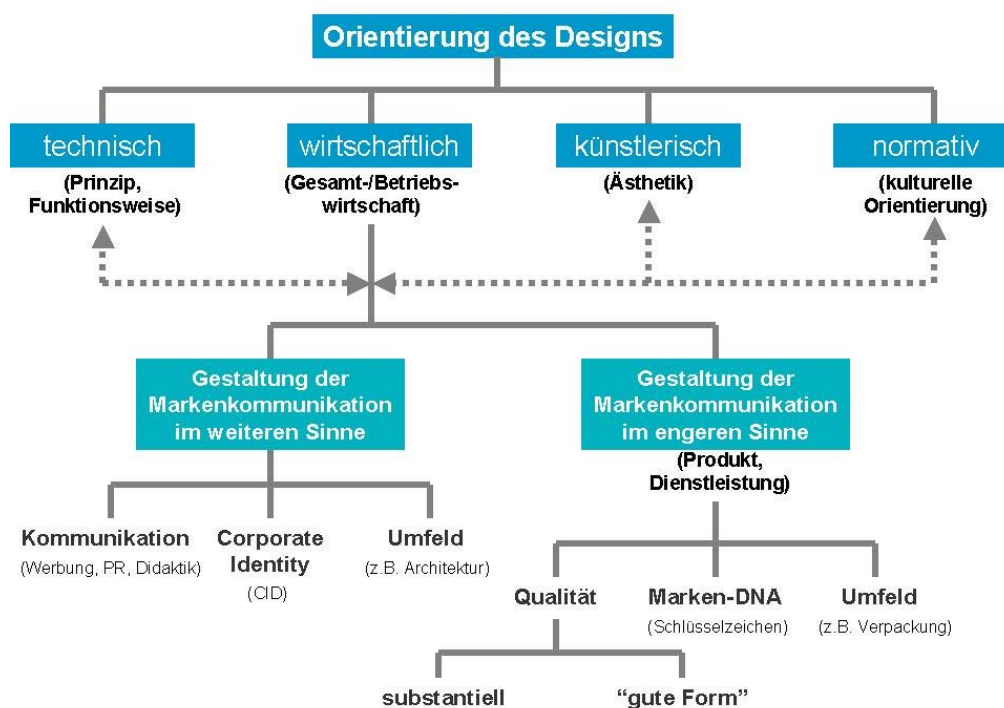 Orientierung des Designs
technisch
(Prinzip,
Funktionsweise)
wirtschaftlich
(Gesamt-/Betriebs-
wirtschaft)
künstlerisch
(Ästhetik)
normativ
(kulturelle
Orientierung)
Gestaltung der
Markenkommunikation
im weiteren Sinne
Gestaltung der
Markenkommunikation
im engeren Sinne
(Produkt,
Dienstleistung)
Kommunikation
(Werbung, PR, Didaktik)
Corporate
Identity
(CID)
Umfeld
(z.B. Architektur)
Qualität
Marken-DNA
(Schlüsselzeichen)
Umfeld
(z.B. Verpackung)
substantiell
“gute Form”